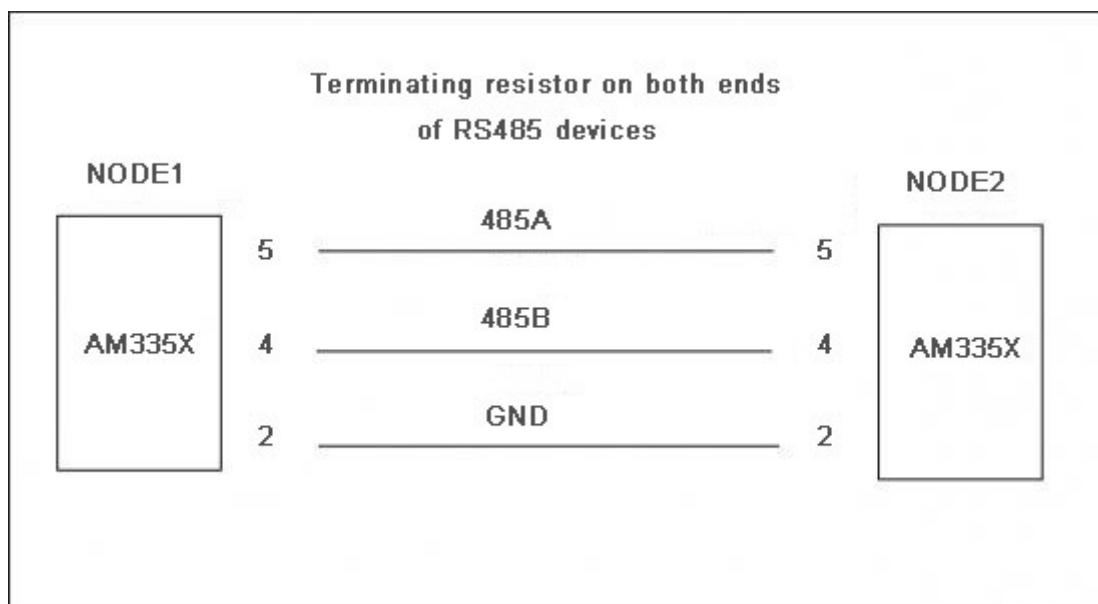 Terminating resistor on both ends
of RS485 devices
NODE1
NODE2
485A
5
5
485B
AM335X
4
4
AM335X
GND
2
2